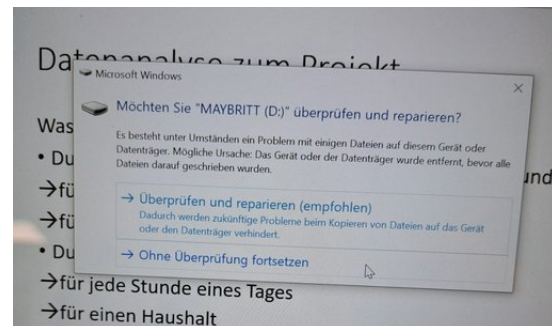 Datenanalyse zum Projekt
Microsoft Windows
Möchten Sie "MAYBRITT (D:)" überprüfen und reparieren?
Was
Es besteht unter Umständen ein Problem mit einigen Dateien auf diesem Gerät oder
Datenträger. Mögliche Ursache: Das Gerät oder der Datenträger wurde entfernt, bevor alle
Dateien darauf geschrieben wurden.
• Du
und
→ Überprüfen und reparieren (empfohlen)
Dadurch werden zukünftige Probleme beim Kopieren von Dateien auf das Gerät
oder den Datenträger verhindert.
→fü
→fü
• Du
→ Ohne Überprüfung fortsetzen
→für jede Stunde eines Tages
→für einen Haushalt